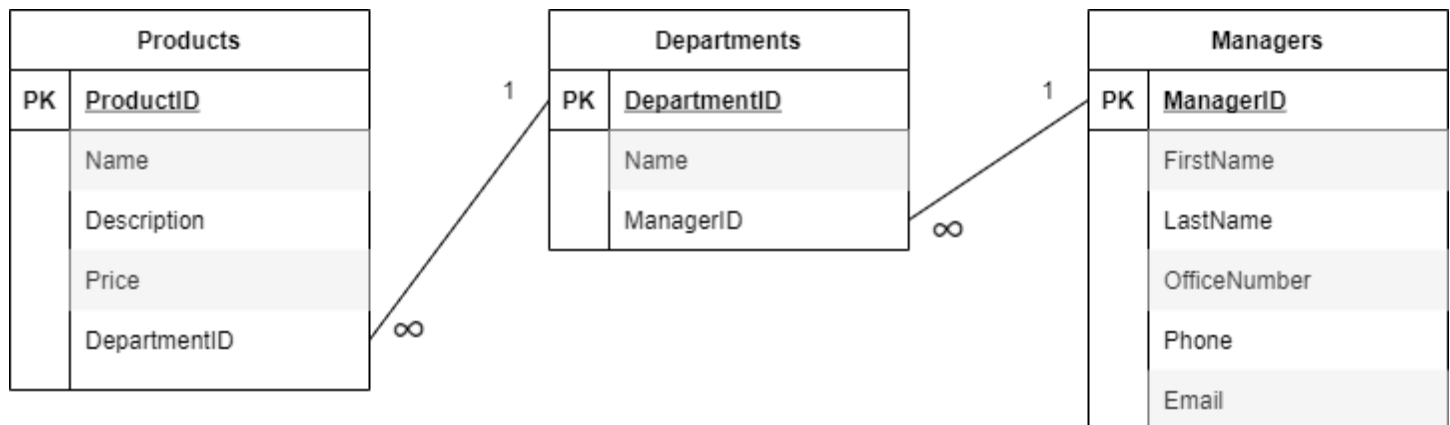 Products
PK ProductID
Name
Description
Price
DepartmentID
1
∞
Departments
PK DepartmentID
Name
ManagerID
1
∞
Managers
PK ManagerID
FirstName
LastName
OfficeNumber
Phone
Email